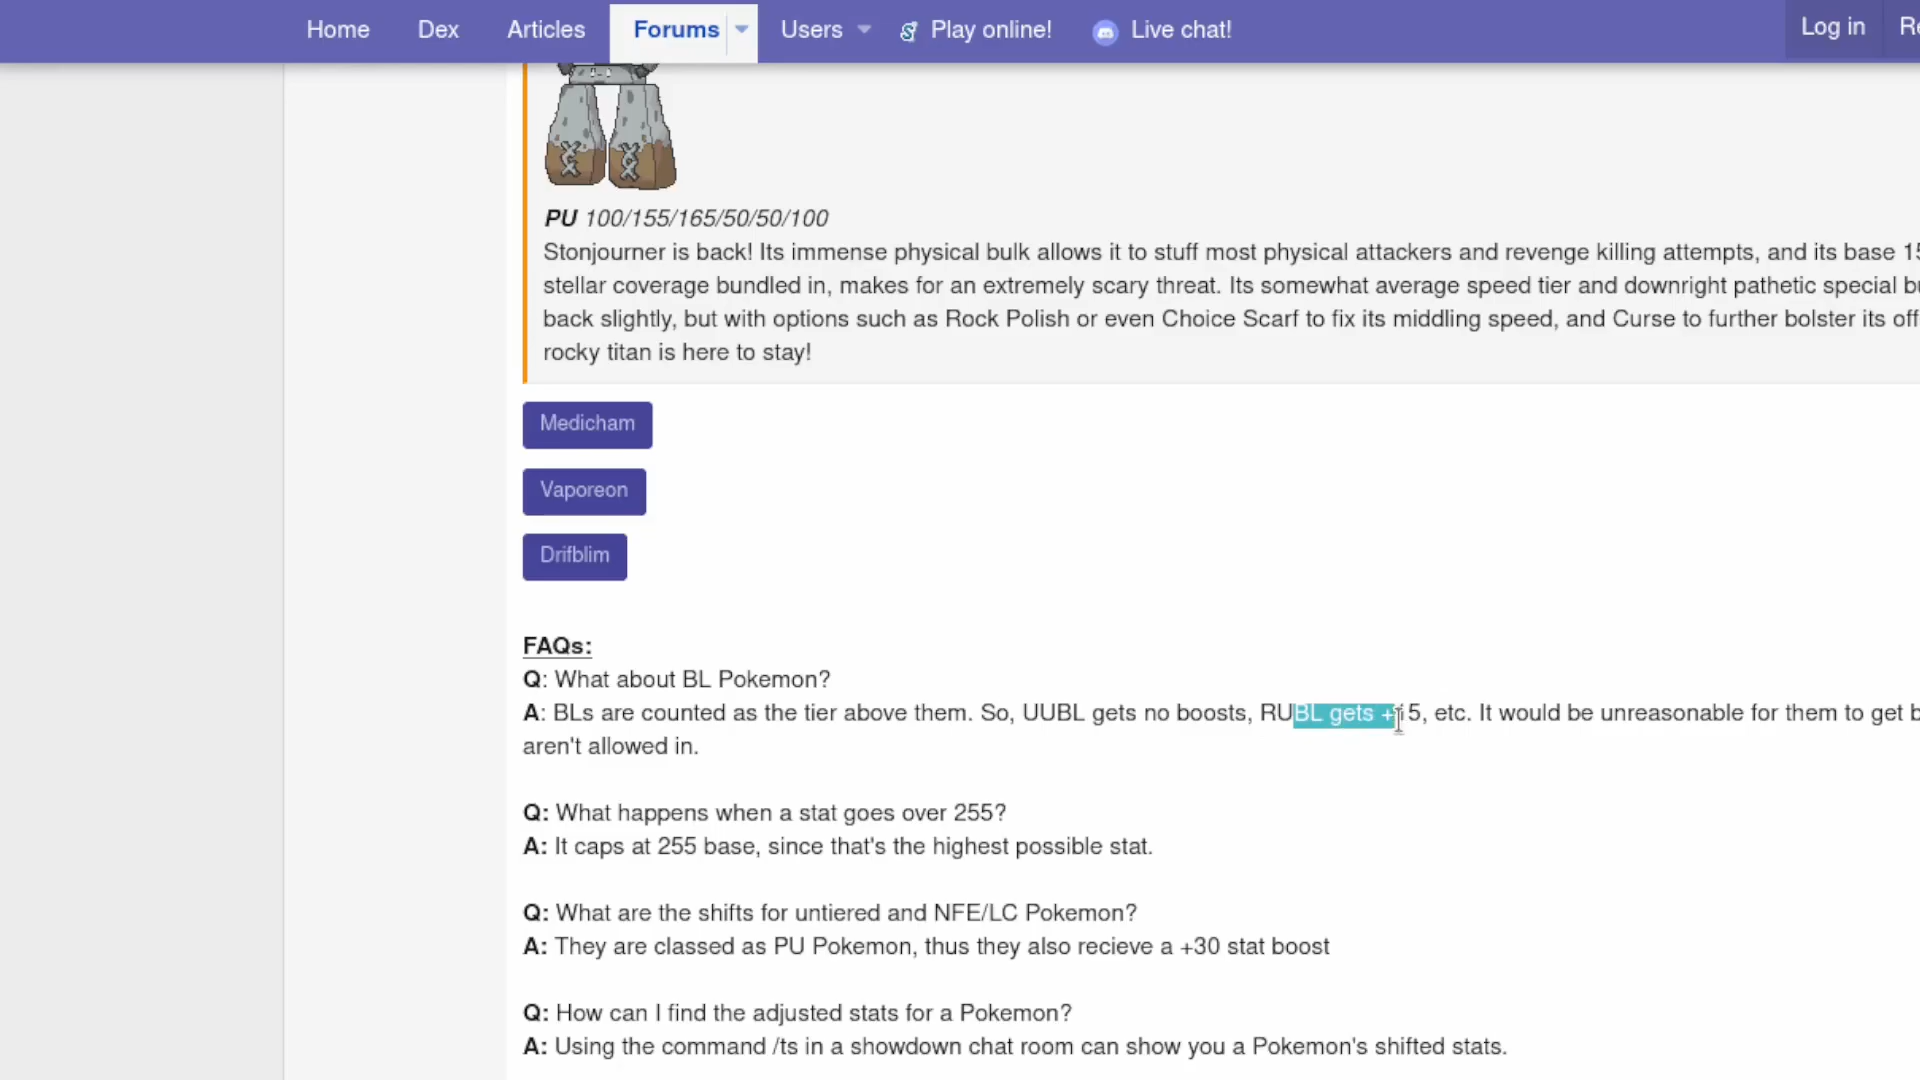 Home Dex Articles Forums Users Play online! Live chat! Log in
PU 100/155/165/50/50/100
Stonjourner is back! Its immense physical bulk allows it to stuff most physical attackers and revenge killing attempts, and its base
stellar coverage bundled in, makes for an extremely scary threat. Its somewhat average speed tier and downright pathetic special
back slightly, but with options such as Rock Polish or even Choice Scarf to fix its middling speed, and Curse to further bolster its
rocky titan is here to stay!
Medicham
Vaporeon
Drifblim
FAQs:
Q: What about BL Pokemon?
A: BLs are counted as the tier above them. So, UUBL gets no boosts, RUBL gets +15, etc. It would be unreasonable for them to get
aren't allowed in.
Q: What happens when a stat goes over 255?
A: It caps at 255 base, since that's the highest possible stat.
Q: What are the shifts for untiered and NFE/LC Pokemon?
A: They are classed as PU Pokemon, thus they also recieve a +30 stat boost
Q: How can I find the adjusted stats for a Pokemon?
A: Using the command /ts in a showdown chat room can show you a Pokemon's shifted stats.